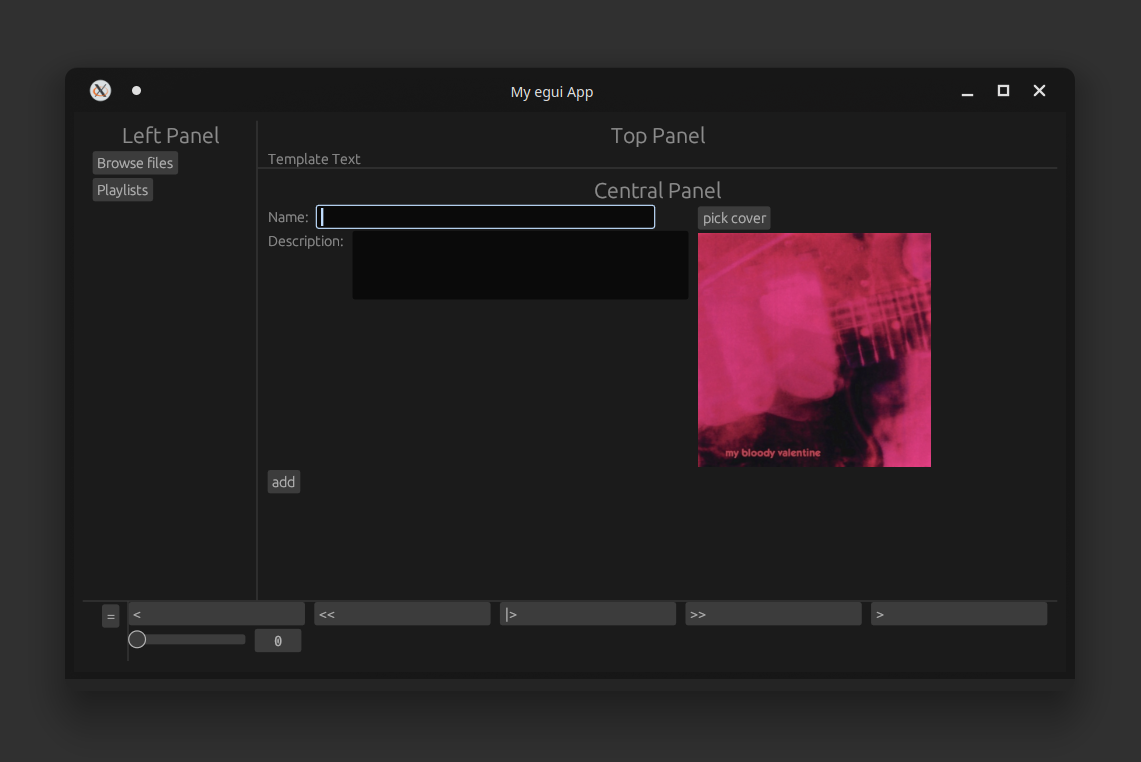 My egui App
Left Panel
Browse files
Playlists
Top Panel
Template Text
Central Panel
Name:
Description:
pick cover
my bloody valentine
add
=
<
<<
|>
>>
>
0